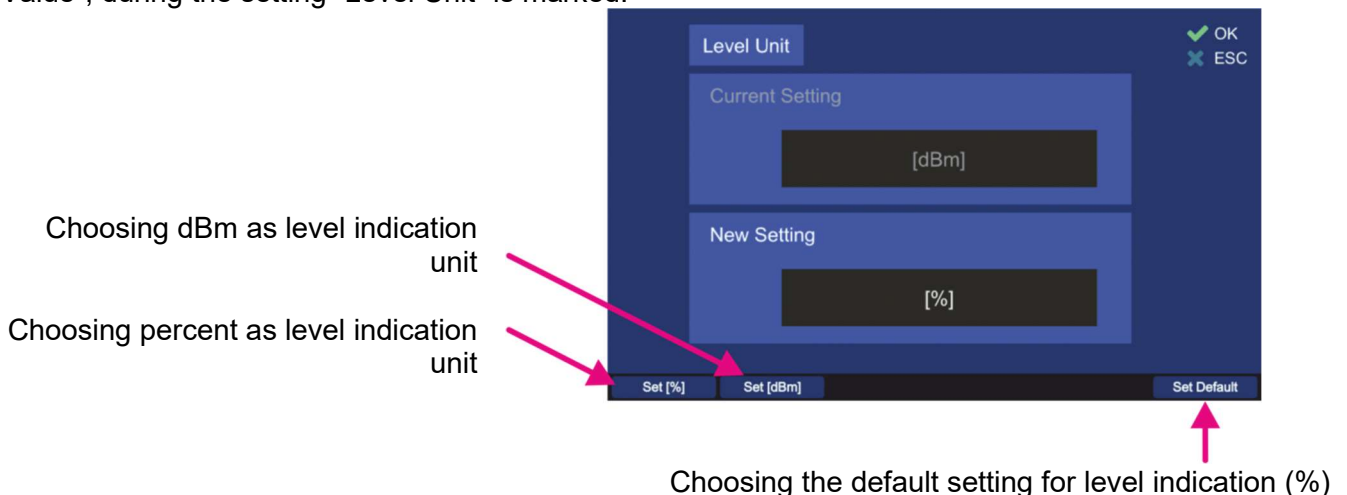 Value", during the setting "Level Unit" is marked.
Level Unit
OK
ESC
Current Setting
[dBm]
Choosing dBm as level indication
unit
New Setting
[%]
Choosing percent as level indication
unit
Set [%]
Set [dBm]
Set Default
Choosing the default setting for level indication (%)